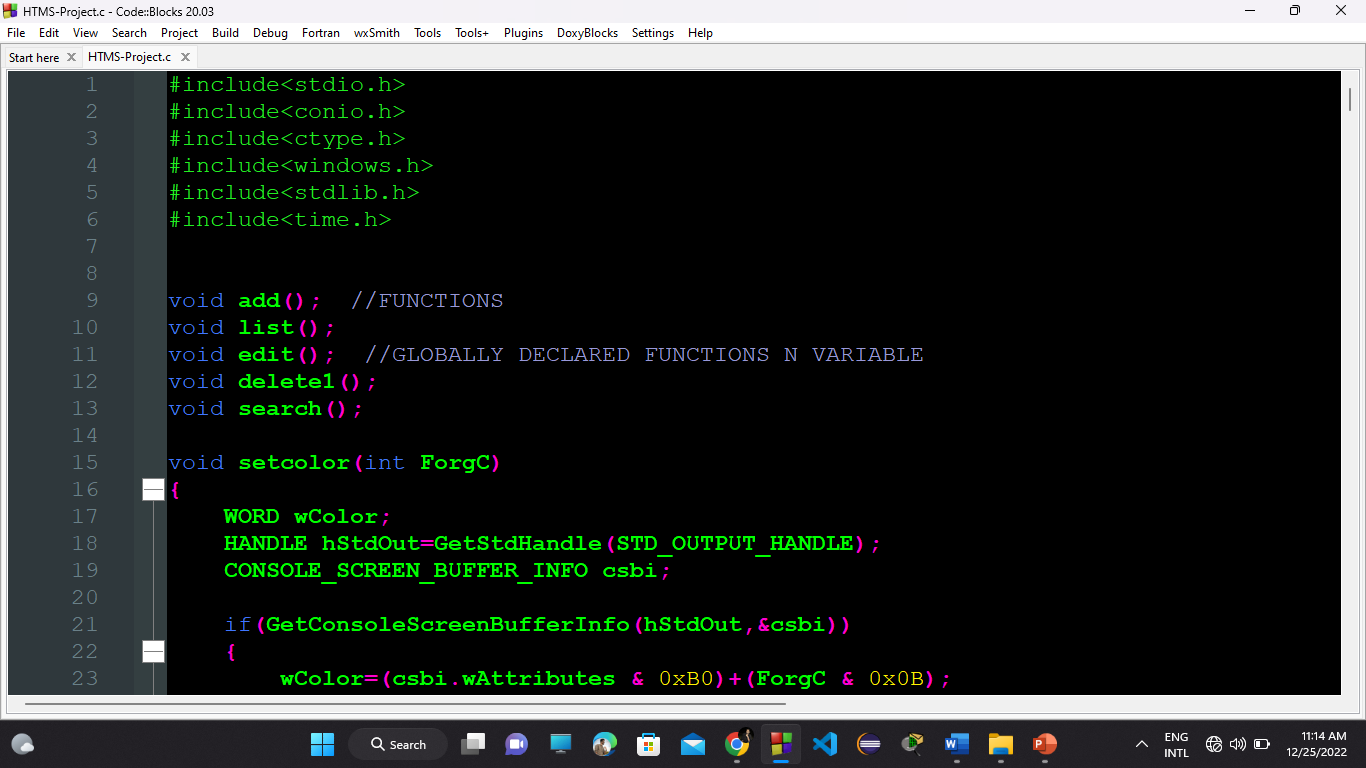 HTMS-Project.c - Code::Blocks 20.03
File Edit View Search Project Build Debug Fortran wxSmith Tools Tools+ Plugins DoxyBlocks Settings Help
Start here HTMS-Project.c
1 #include<stdio.h>
2 #include<conio.h>
3 #include<ctype.h>
4 #include<windows.h>
5 #include<stdlib.h>
6 #include<time.h>
7
8
9 void add(); //FUNCTIONS
10 void list();
11 void edit(); //GLOBALLY DECLARED FUNCTIONS N VARIABLE
12 void delete1();
13 void search();
14
15 void setcolor(int ForgC)
16 {
17 WORD wColor;
18 HANDLE hStdOut=GetStdHandle(STD_OUTPUT_HANDLE);
19 CONSOLE_SCREEN_BUFFER_INFO csbi;
20
21 if(GetConsoleScreenBufferInfo(hStdOut,&csbi))
22 {
23 wColor=(csbi.wAttributes & 0xB0)+(ForgC & 0x0B);
Search
ENG
INTL
11:14 AM
12/25/2022